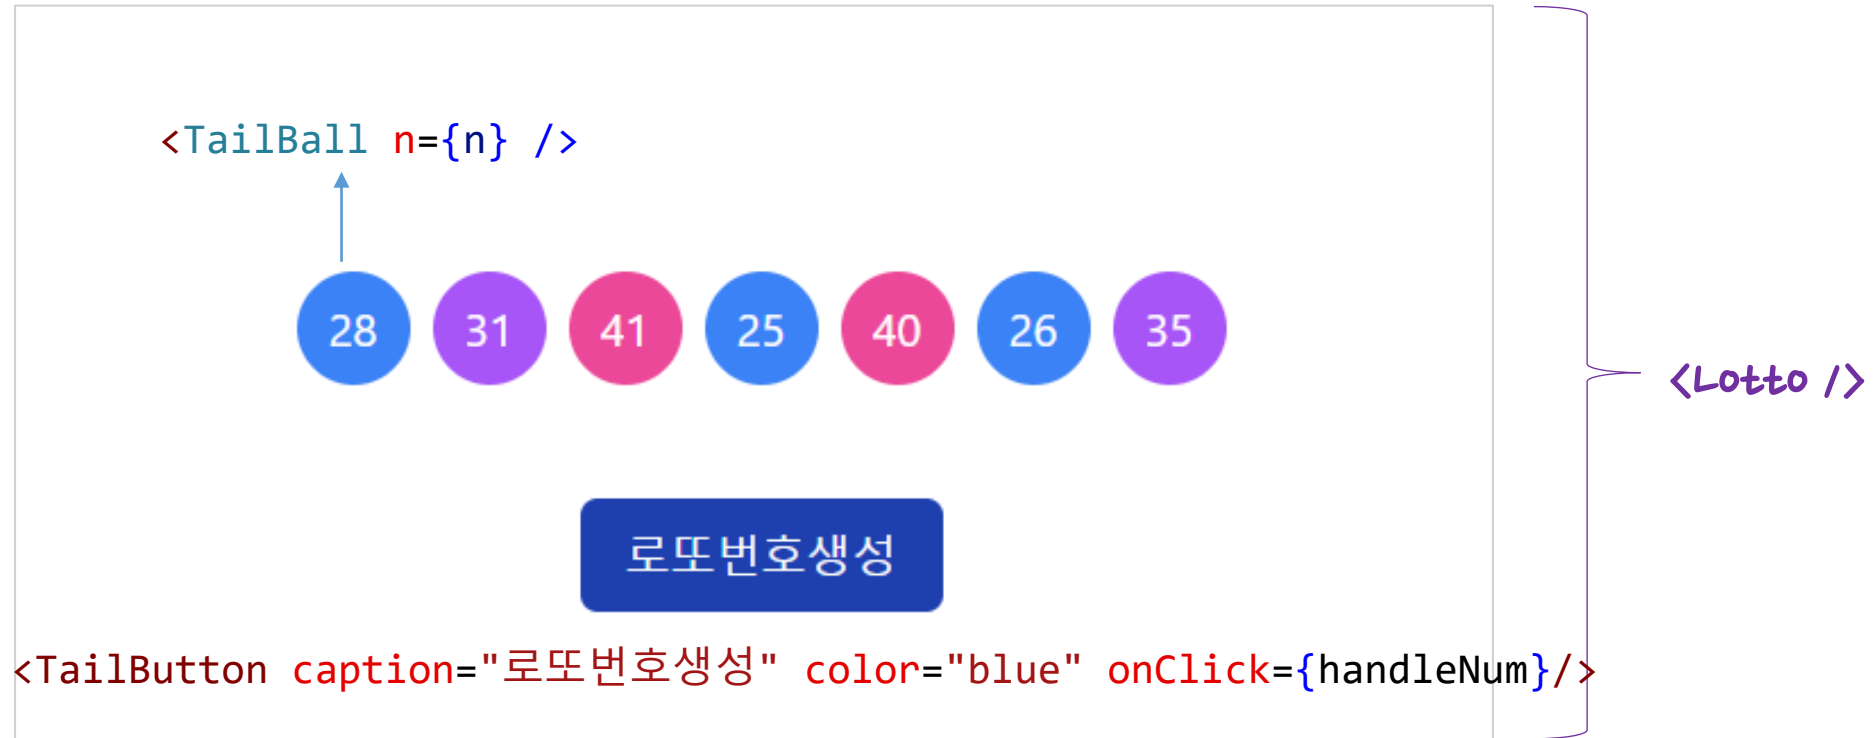 <TailBall n={n} />
28 31 41 25 40 26 35
<Lotto />
로또번호생성
<TailButton caption="로또번호생성" color="blue" onClick={handleNum}/>